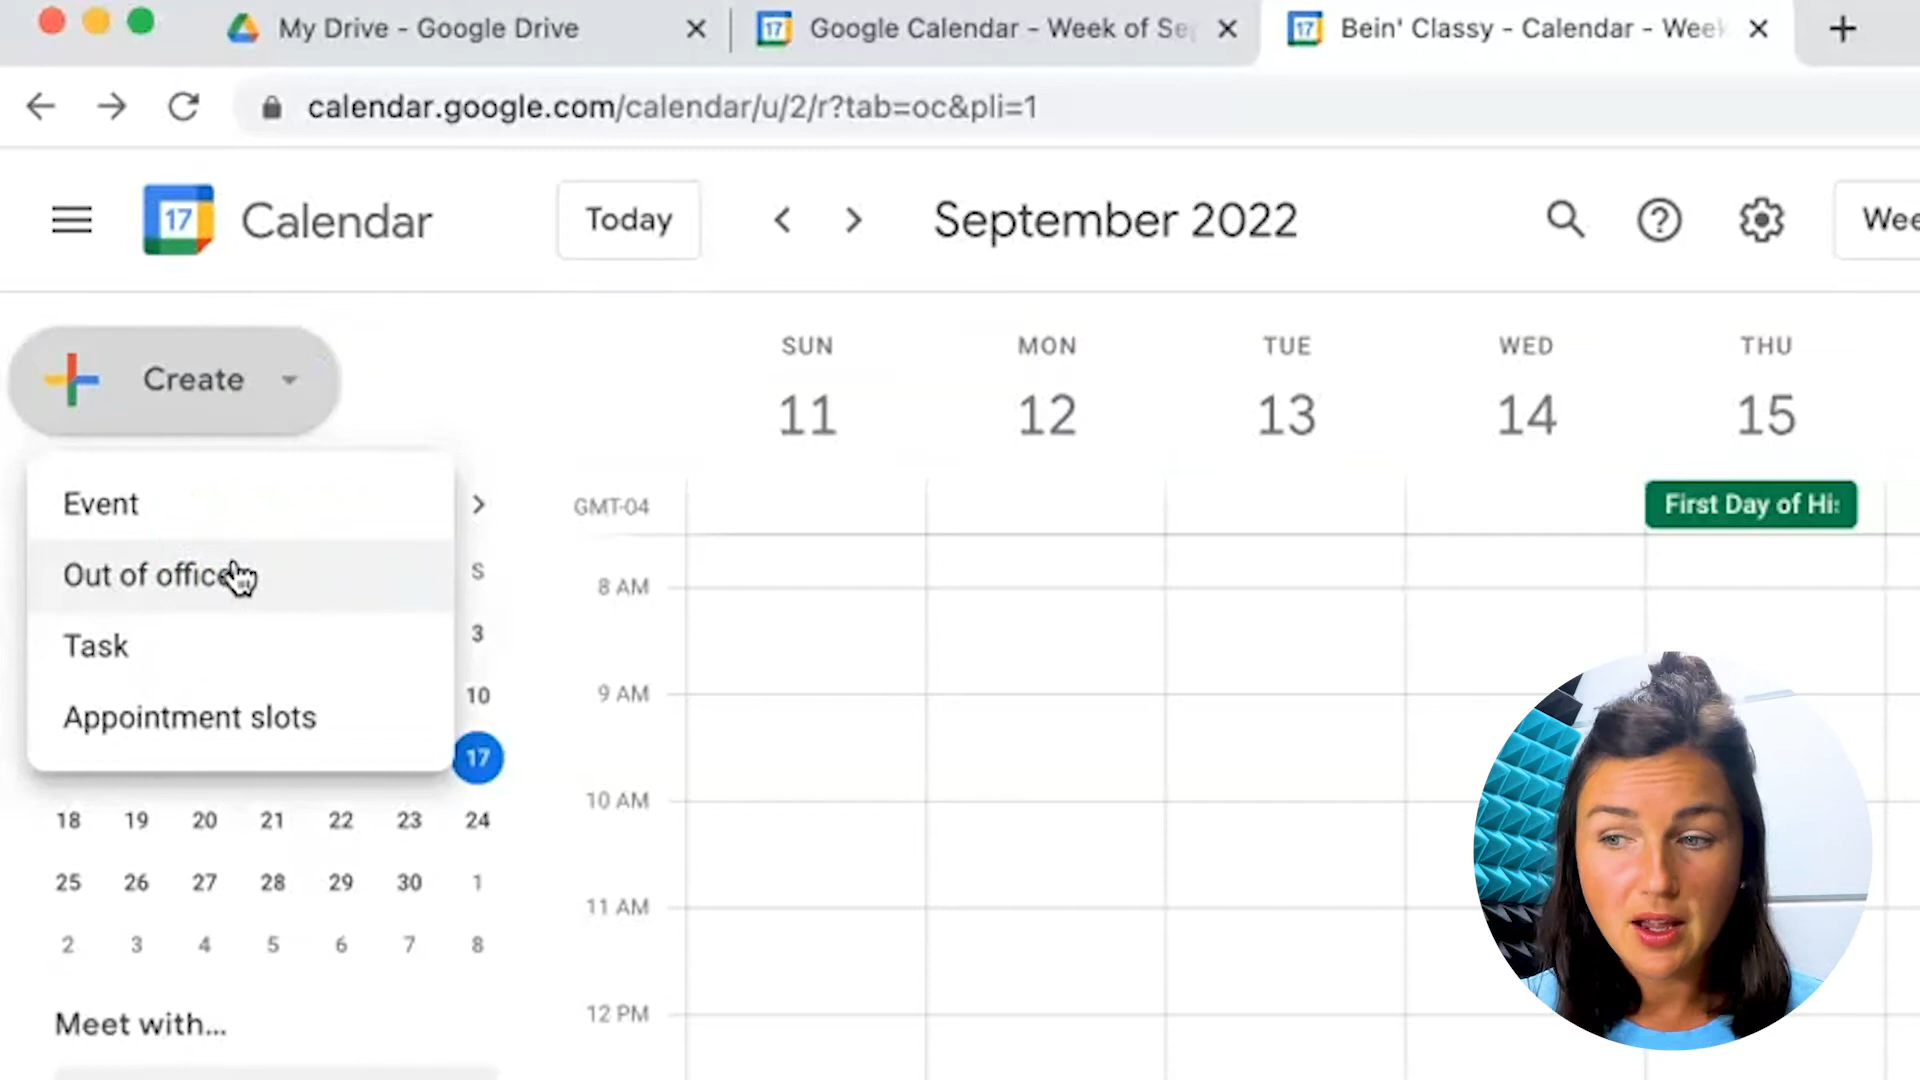 My Drive - Google Drive
17 Google Calendar - Week of Se
17 Bein' Classy - Calendar - Week
calendar.google.com/calendar/u/2/r?tab=oc&pli=1
17 Calendar
Today
September 2022
Wee
Create
SUN MON TUE WED THU
11 12 13 14 15
Event
Out of office
Task
Appointment slots
S
3
10
17
18 19 20 21 22 23 24
25 26 27 28 29 30 1
2 3 4 5 6 7 8
Meet with...
GMT-04
First Day of Hi
8 AM
9 AM
10 AM
11 AM
12 PM